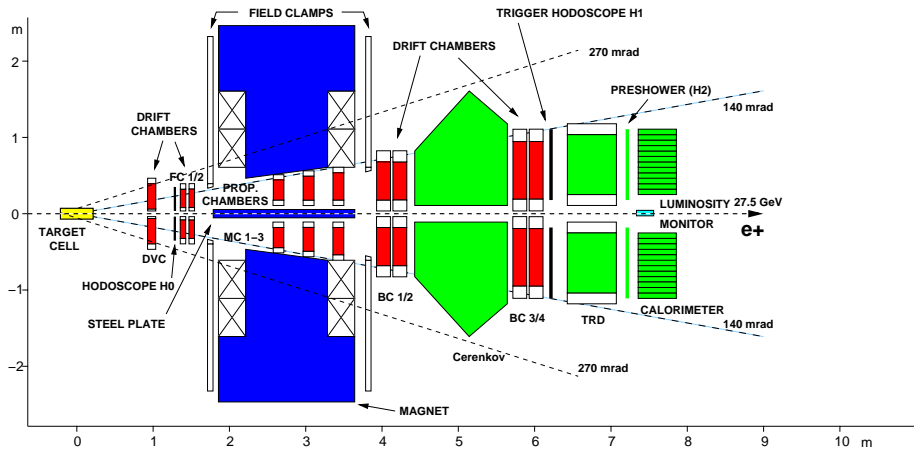 FIELD CLAMPS
TRIGGER HODOSCOPE H1
m
270 mrad
DRIFT CHAMBERS
2
PRESHOWER (H2)
140 mrad
DRIFT
CHAMBERS
1
FC 1/2
PROP.
CHAMBERS
LUMINOSITY
27.5 GeV
0
TARGET
CELL
MC 1−3
MONITOR
e+
DVC
HODOSCOPE H0
−1
BC 1/2
BC 3/4
TRD
CALORIMETER
STEEL PLATE
140 mrad
Cerenkov
270 mrad
−2
MAGNET
0 1 2 3 4 5 6 7 8 9 10 m